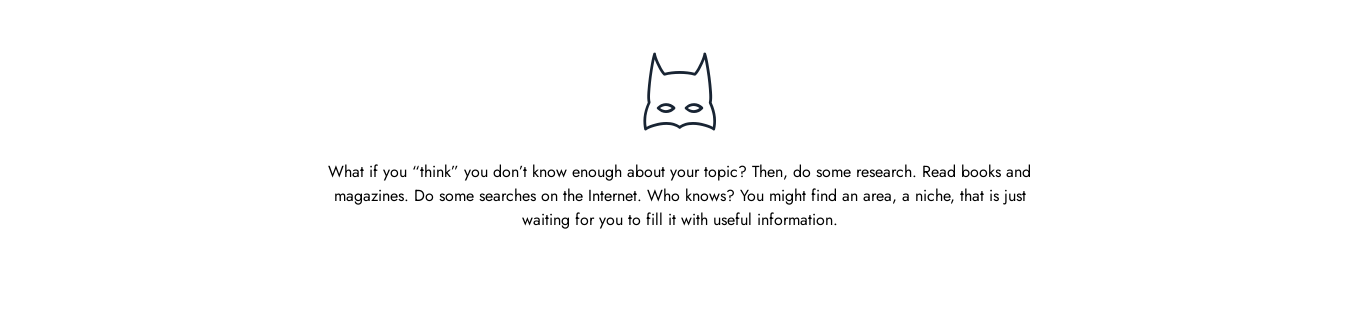 What if you “think” you don’t know enough about your topic? Then, do some research. Read books and
magazines. Do some searches on the Internet. Who knows? You might find an area, a niche, that is just
waiting for you to fill it with useful information.